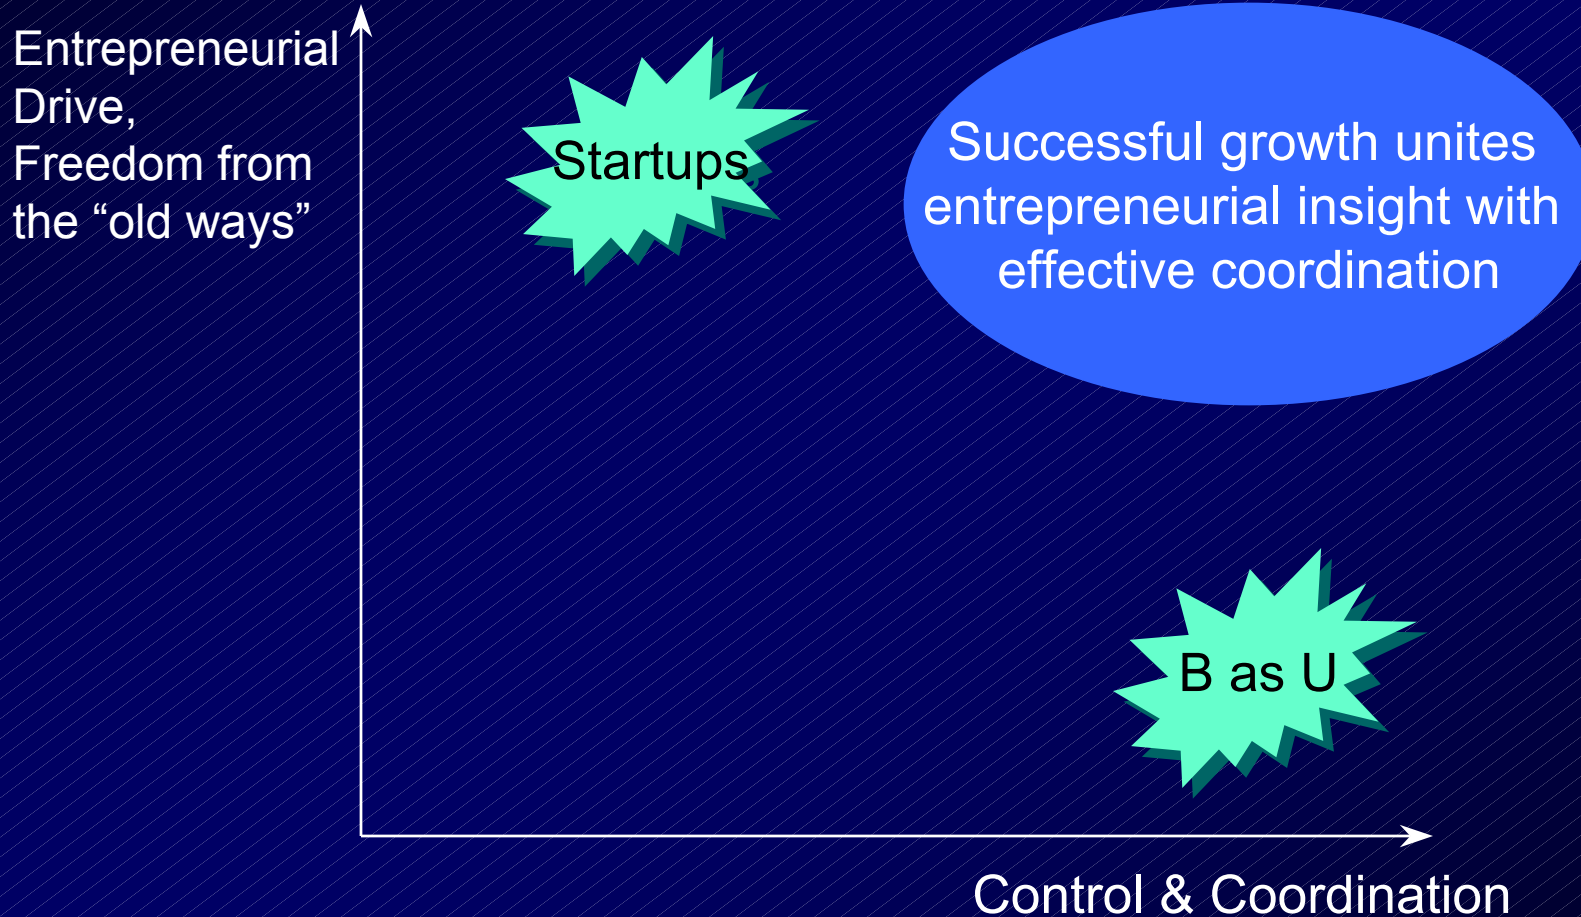 Entrepreneurial
Drive,
Freedom from
the “old ways”
Startups
Successful growth unites
entrepreneurial insight with
effective coordination
B as U
Control & Coordination